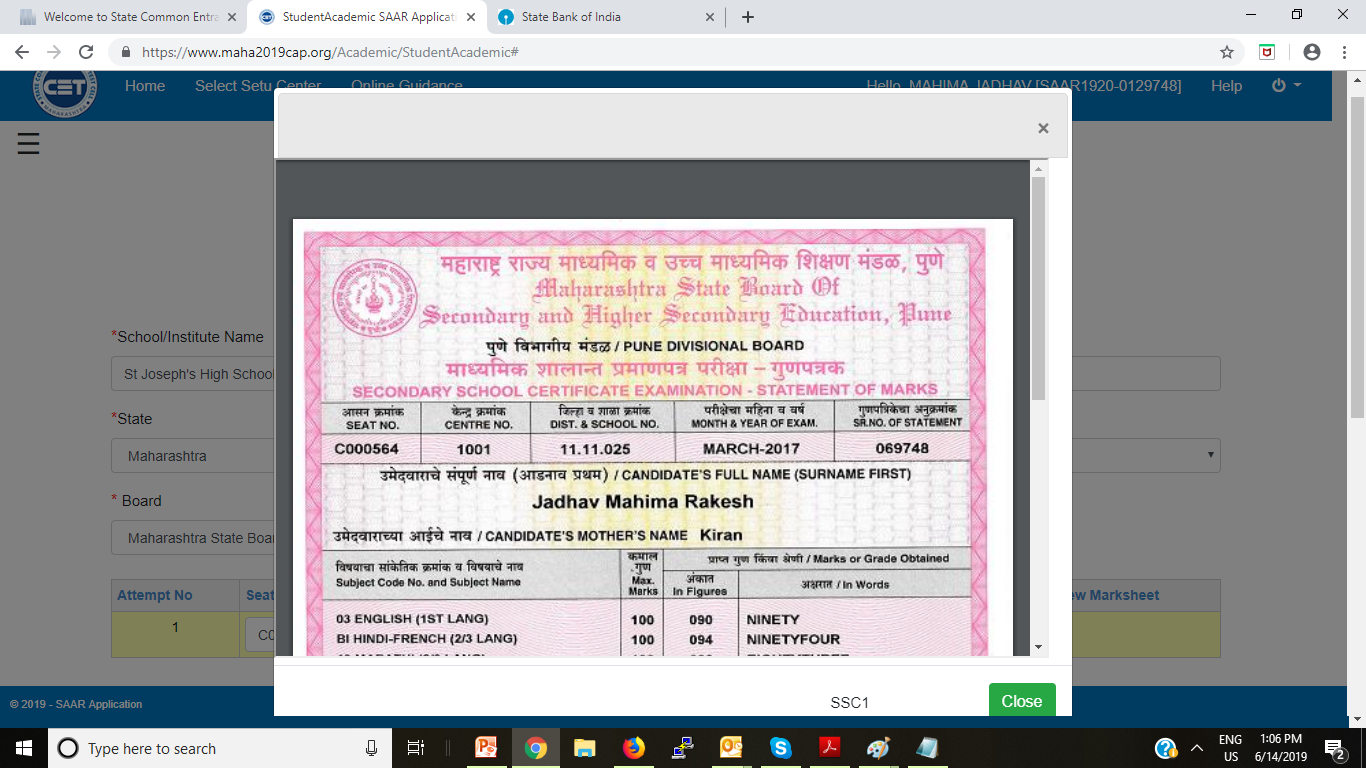 Welcome to State Common Entra
StudentAcademic SAAR Applicati
State Bank of India
https://www.maha2019cap.org/Academic/StudentAcademic#
CET
Home
Select Setu Center
Online Guidance
Hello, MAHIMA JADHAV [SAAR1920-0129748]
Help
×
*School/Institute Name
St Joseph's High School
*State
Maharashtra
* Board
Maharashtra State Boar
Attempt No
Seat
ew Marksheet
1
C0
महाराष्ट्र राज्य माध्यमिक व उच्च माध्यमिक शिक्षण मंडळ, पुणे
Maharashtra State Board Of
Secondary and Higher Secondary Education, Pune
पुणे विभागीय मंडळ / PUNE DIVISIONAL BOARD
माध्यमिक शालान्त प्रमाणपत्र परीक्षा – गुणपत्रक
SECONDARY SCHOOL CERTIFICATE EXAMINATION - STATEMENT OF MARKS
आसन क्रमांक केन्द्र क्रमांक जिल्हा व शाळा क्रमांक परीक्षेचा महिना व वर्ष गुणपत्रिकेचा अनुक्रमांक
SEAT NO. CENTRE NO. DIST. & SCHOOL NO. MONTH & YEAR OF EXAM. SR.NO. OF STATEMENT
C000564 1001 11.11.025 MARCH-2017 069748
उमेदवाराचे संपूर्ण नाव (आडनाव प्रथम) / CANDIDATE'S FULL NAME (SURNAME FIRST)
Jadhav Mahima Rakesh
उमेदवाराच्या आईचे नाव / CANDIDATE'S MOTHER'S NAME Kiran
विषयाचा सांकेतिक क्रमांक व विषयाचे नाव
Subject Code No. and Subject Name
कमाल
गुण
Max.
Marks
प्राप्त गुण किंवा श्रेणी / Marks or Grade Obtained
अंकात
In Figures
अक्षरात / In Words
03 ENGLISH (1ST LANG) 100 090 NINETY
BI HINDI-FRENCH (2/3 LANG) 100 094 NINETYFOUR
SSC1
Close
© 2019 - SAAR Application
Type here to search
ENG
US
1:06 PM
6/14/2019
2